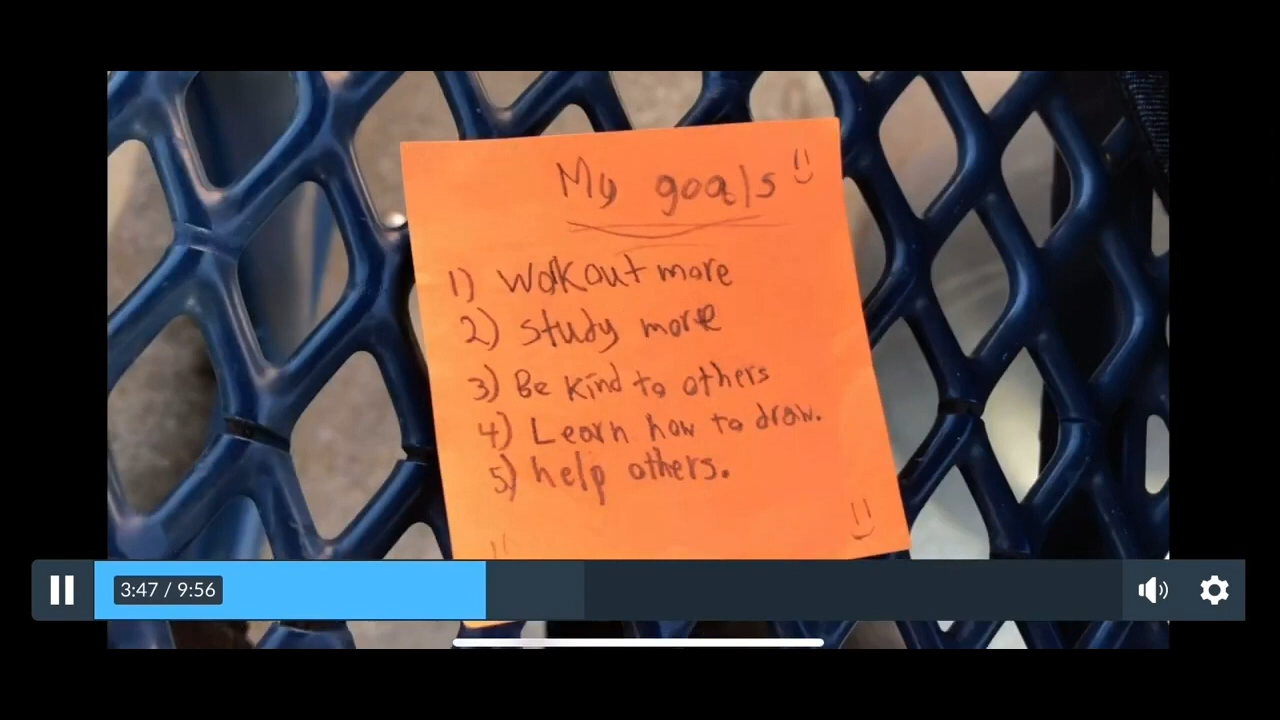 My goals
1) workout more
2) study more
3) Be kind to others
4) Learn how to draw.
5) help others.
3:47 / 9:56